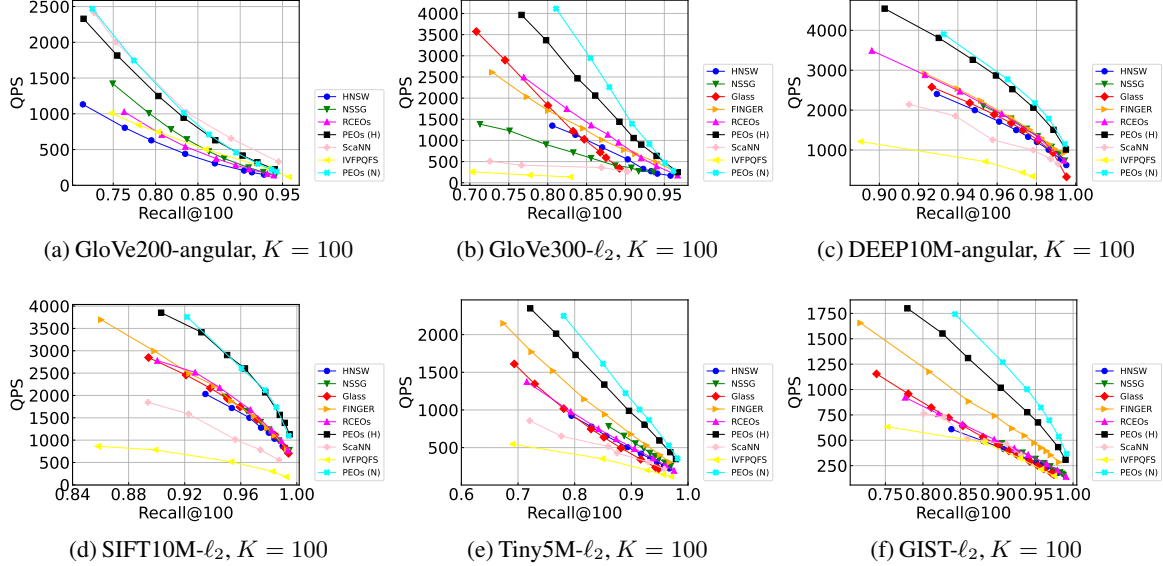 2500
2000
1500
1000
500
0
QPS
0.75 0.80 0.85 0.90 0.95
Recall@100
HNSW
NSSG
Glass
RCEOs
PEOs (H)
ScaNN
IVFPQFS
PEOs (N)
(a) GloVe200-angular, K = 100
4000
3500
3000
2500
2000
1500
1000
500
0
QPS
0.70 0.75 0.80 0.85 0.90 0.95
Recall@100
HNSW
NSSG
Glass
FINGER
RCEOs
PEOs (H)
ScaNN
IVFPQFS
PEOs (N)
(b) GloVe300-ℓ2, K = 100
4000
3000
2000
1000
QPS
0.90 0.92 0.94 0.96 0.98 1.00
Recall@100
HNSW
NSSG
Glass
FINGER
RCEOs
PEOs (H)
ScaNN
IVFPQFS
PEOs (N)
(c) DEEP10M-angular, K = 100
4000
3500
3000
2500
2000
1500
1000
500
0
QPS
0.84 0.88 0.92 0.96 1.00
Recall@100
HNSW
NSSG
Glass
FINGER
RCEOs
PEOs (H)
ScaNN
IVFPQFS
PEOs (N)
(d) SIFT10M-ℓ2, K = 100
2000
1500
1000
500
0
QPS
0.6 0.7 0.8 0.9 1.0
Recall@100
HNSW
NSSG
Glass
FINGER
RCEOs
PEOs (H)
ScaNN
IVFPQFS
PEOs (N)
(e) Tiny5M-ℓ2, K = 100
1750
1500
1250
1000
750
500
250
QPS
0.75 0.80 0.85 0.90 0.95 1.00
Recall@100
HNSW
NSSG
Glass
FINGER
RCEOs
PEOs (H)
ScaNN
IVFPQFS
PEOs (N)
(f) GIST-ℓ2, K = 100